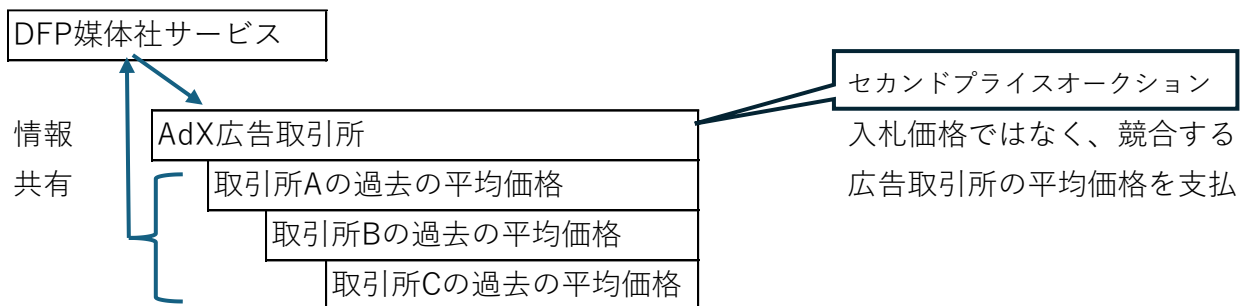 DFP媒体社サービス
セカンドプライスオークション
情報
共有
AdX広告取引所
取引所Aの過去の平均価格
取引所Bの過去の平均価格
取引所Cの過去の平均価格
入札価格ではなく、競合する
広告取引所の平均価格を支払